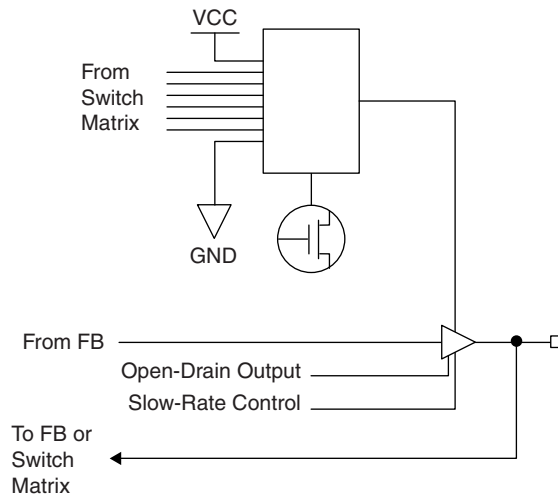 VCC
From
Switch
Matrix
GND
From FB
Open-Drain Output
Slow-Rate Control
To FB or
Switch
Matrix